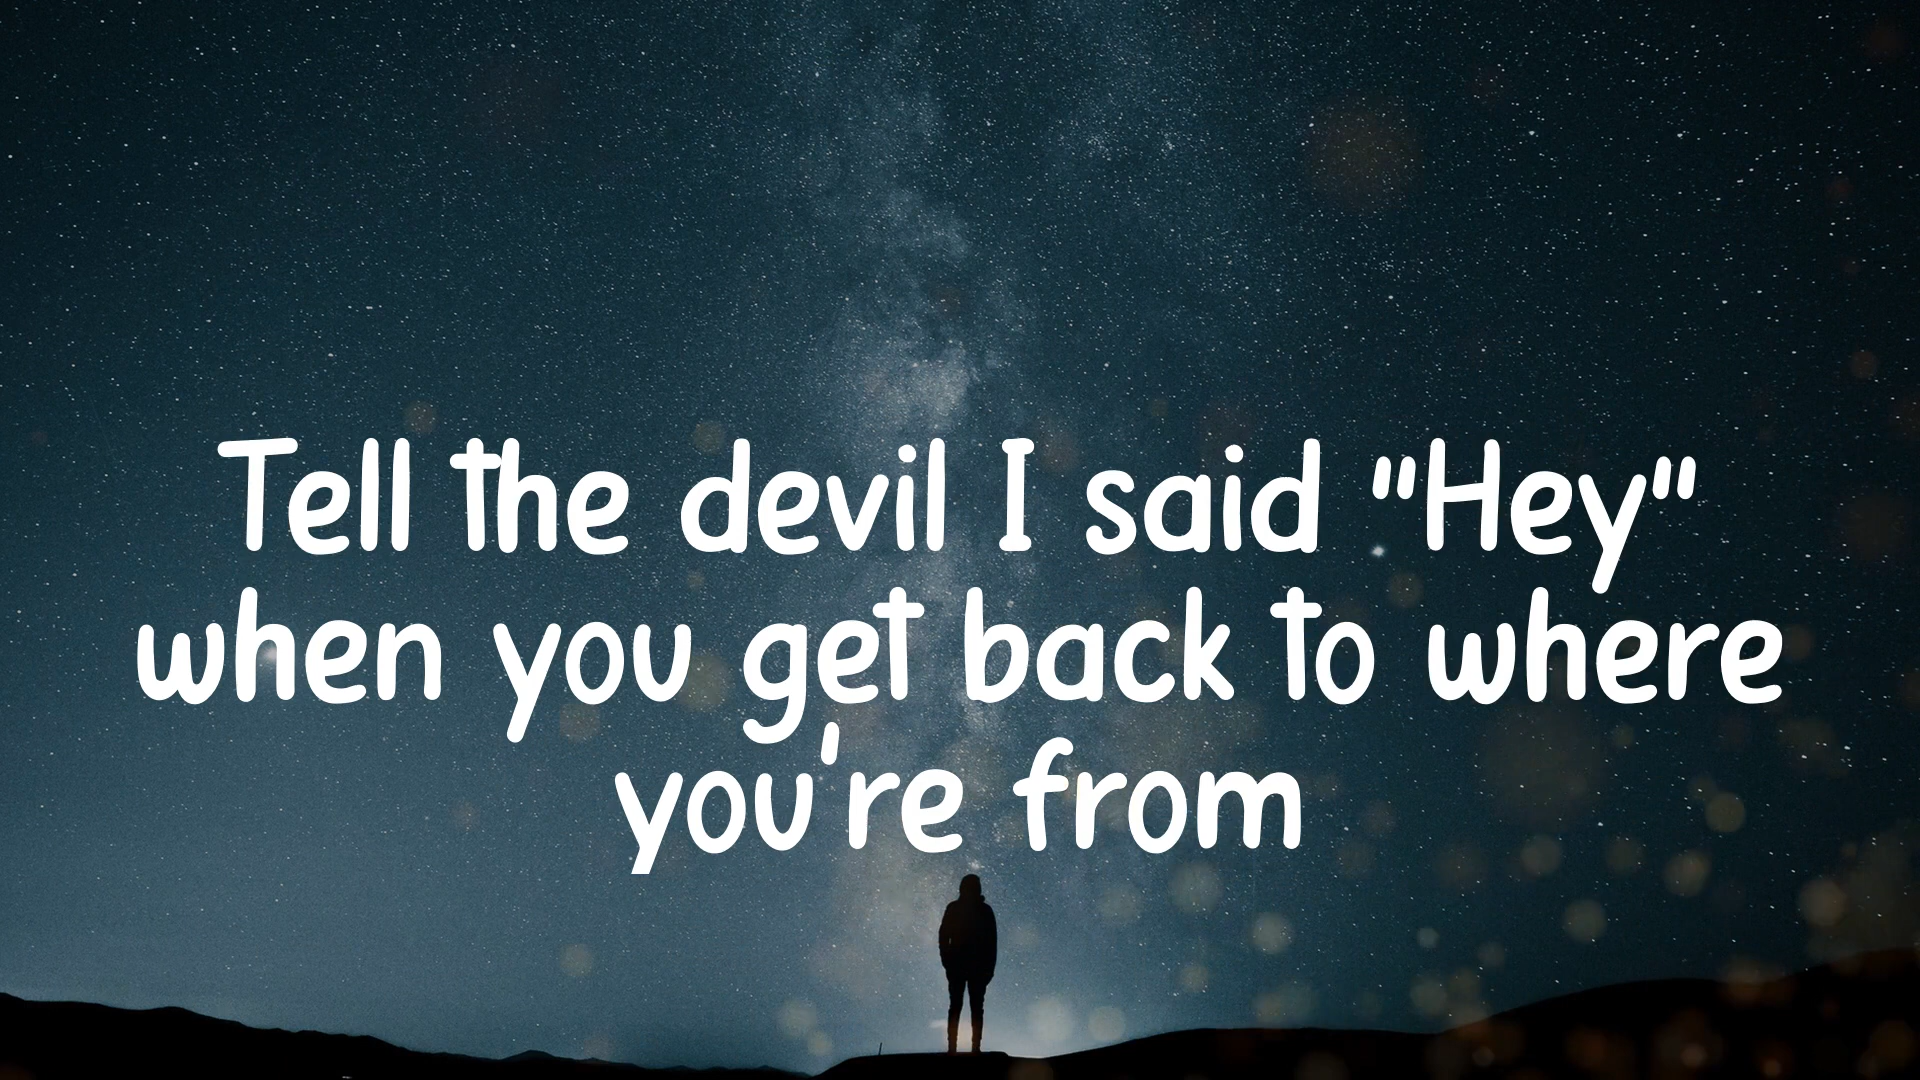 Tell the devil I said "Hey"
when you get back to where
you're from